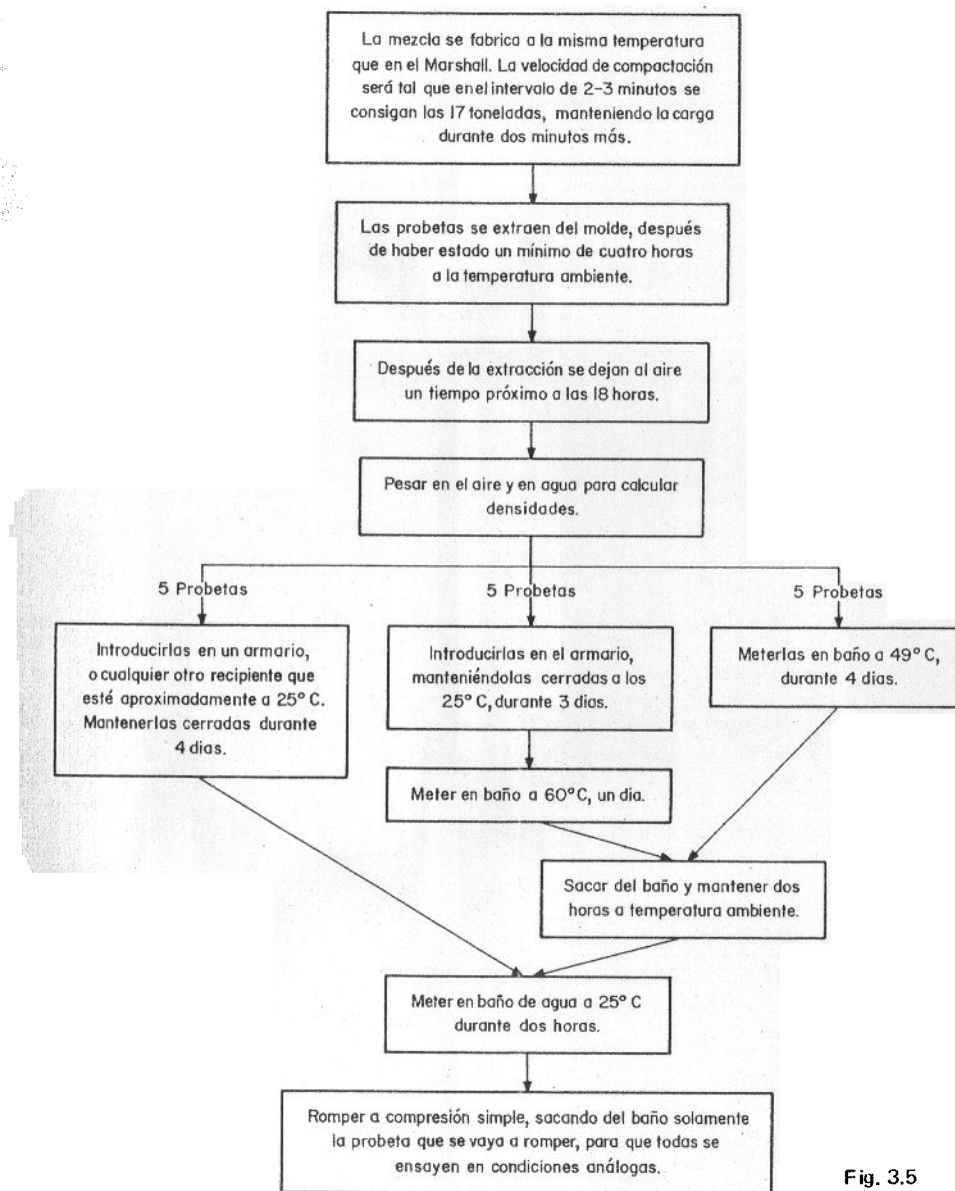 La mezcla se fabrica a la misma temperatura
que en el Marshall. La velocidad de compactación
será tal que en el intervalo de 2-3 minutos se
consigan las 17 toneladas, manteniendo la carga
durante dos minutos más.
Las probetas se extraen del molde, después
de haber estado un mínimo de cuatro horas
a la temperatura ambiente.
Después de la extracción se dejan al aire
un tiempo próximo a las 18 horas.
Pesar en el aire y en agua para calcular
densidades.
5 Probetas
Introducirlas en un armario,
o cualquier otro recipiente que
esté aproximadamente a 25° C.
Mantenerlas cerradas durante
4 dias.
5 Probetas
Introducirlas en el armario,
manteniéndolas cerradas a los
25° C, durante 3 dias.
Meter en baño a 60°C, un dia.
5 Probetas
Meterlas en baño a 49° C,
durante 4 dias.
Sacar del baño y mantener dos
horas a temperatura ambiente.
Meter en baño de agua a 25° C
durante dos horas.
Romper a compresión simple, sacando del baño solamente
la probeta que se vaya a romper, para que todas se
ensayen en condiciones análogas.
Fig. 3.5